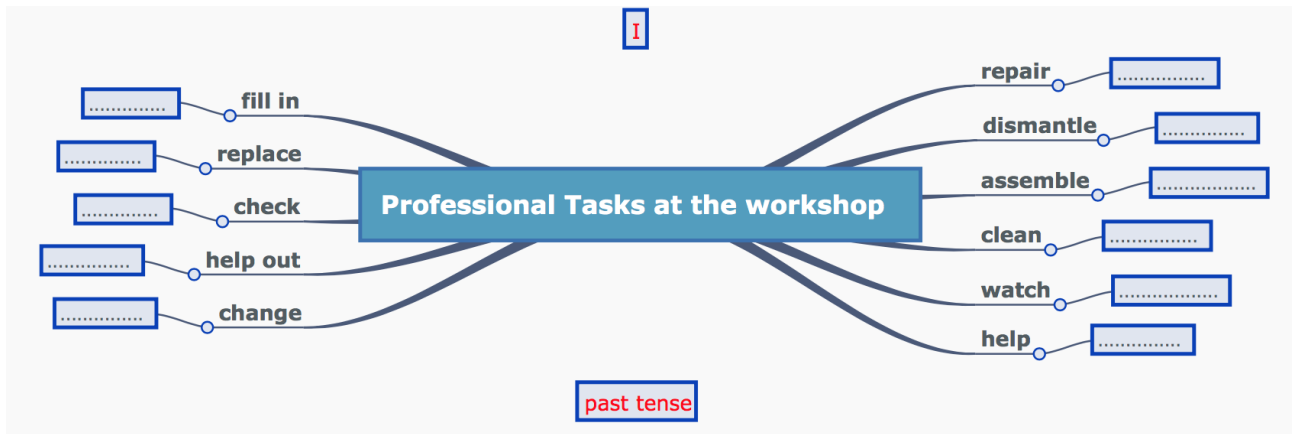 I
fill in
..............
replace
..............
check
..............
help out
..............
change
..............
Professional Tasks at the workshop
repair
...............
dismantle
..............
assemble
.................
clean
................
watch
..................
help
..............
past tense